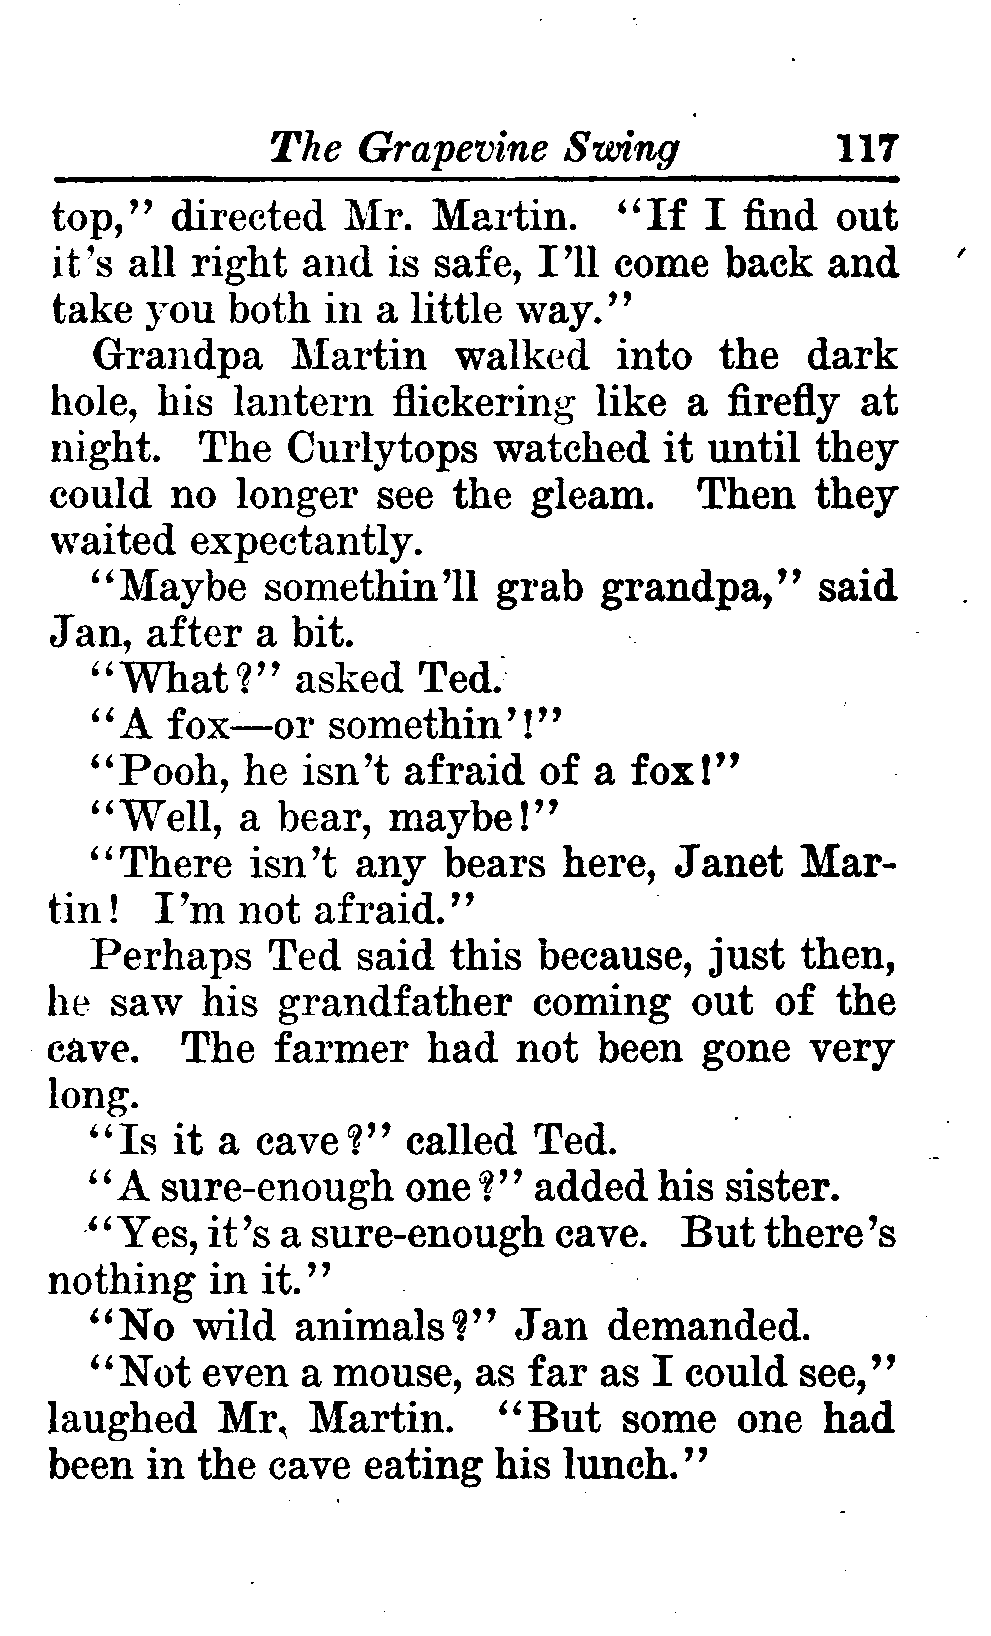 The Grapevine Swing 117
top," directed Mr. Martin. "If I find out
it's all right and is safe, I'll come back and
take you both in a little way."
Grandpa Martin walked into the dark
hole, his lantern flickering like a firefly at
night. The Curlytops watched it until they
could no longer see the gleam. Then they
waited expectantly.
"Maybe somethin'll grab grandpa," said
Jan, after a bit.
"What?" asked Ted.
"A fox—or somethin'!"
"Pooh, he isn't afraid of a fox!"
"Well, a bear, maybe!"
"There isn't any bears here, Janet Mar-
tin! I'm not afraid."
Perhaps Ted said this because, just then,
he saw his grandfather coming out of the
cave. The farmer had not been gone very
long.
"Is it a cave?" called Ted.
"A sure-enough one?" added his sister.
"Yes, it's a sure-enough cave. But there's
nothing in it."
"No wild animals?" Jan demanded.
"Not even a mouse, as far as I could see,"
laughed Mr. Martin. "But some one had
been in the cave eating his lunch."